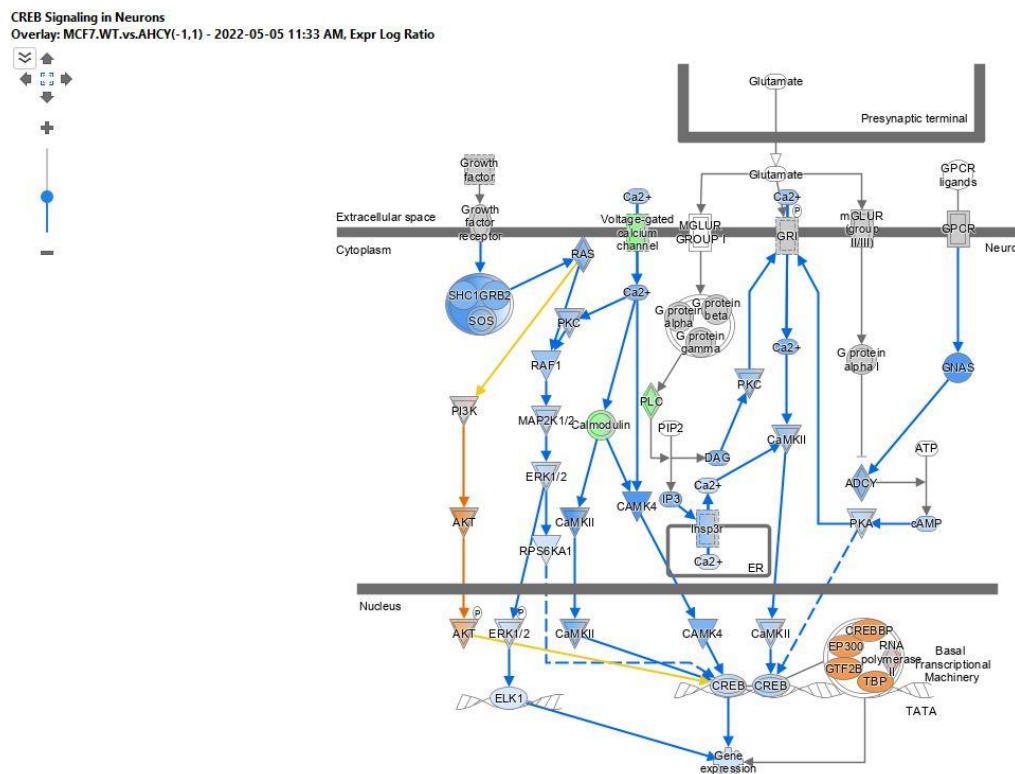 CREB Signaling in Neurons
Overlay: MCF7.WT.vs.AHCY(-1,1) - 2022-05-05 11:33 AM, Expr Log Ratio
Glutamate
Presynaptic terminal
Growth
factor
Glutamate
GPCR
ligands
Ca2+
Ca2+
P
Extracellular space
Growth
factor
receptor
Voltage-gated
calcium
channel
MGLUR
GROUP I
GRI
mGLUR
(group
II/III)
GPCR
Cytoplasm
Neuro
RAS
SHC1
GRB2
SOS
Ca2+
PKC
G protein
alpha
G protein
beta
G protein
gamma
Ca2+
RAF1
G protein
alpha I
GNAS
PKC
PI3K
MAP2K1/2
PLC
Calmodulin
PIP2
CaMKII
DAG
ATP
ERK1/2
Ca2+
ADCY
IP3
CAMK4
AKT
CaMKII
Insp3r
PKA
cAMP
RPS6KA1
Ca2+
ER
Nucleus
P
P
AKT
ERK1/2
CaMKII
CAMK4
CaMKII
CREBBP
EP300
RNA
polymerase
II
GTF2B
TBP
Basal
Transcriptional
Machinery
CREB
CREB
ELK1
TATA
Gene
expression